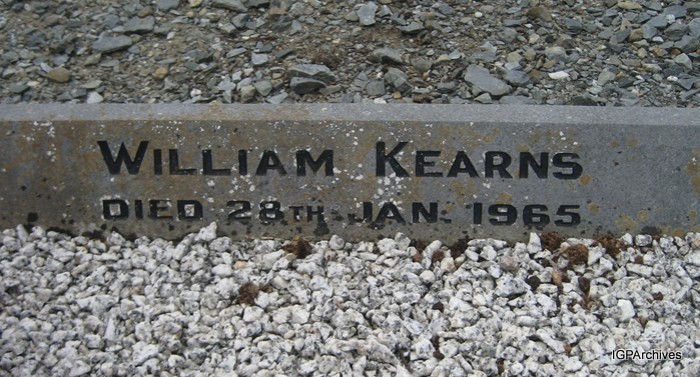 WILLIAM KEARNS
DIED 28TH JAN. 1965
IGPArchives